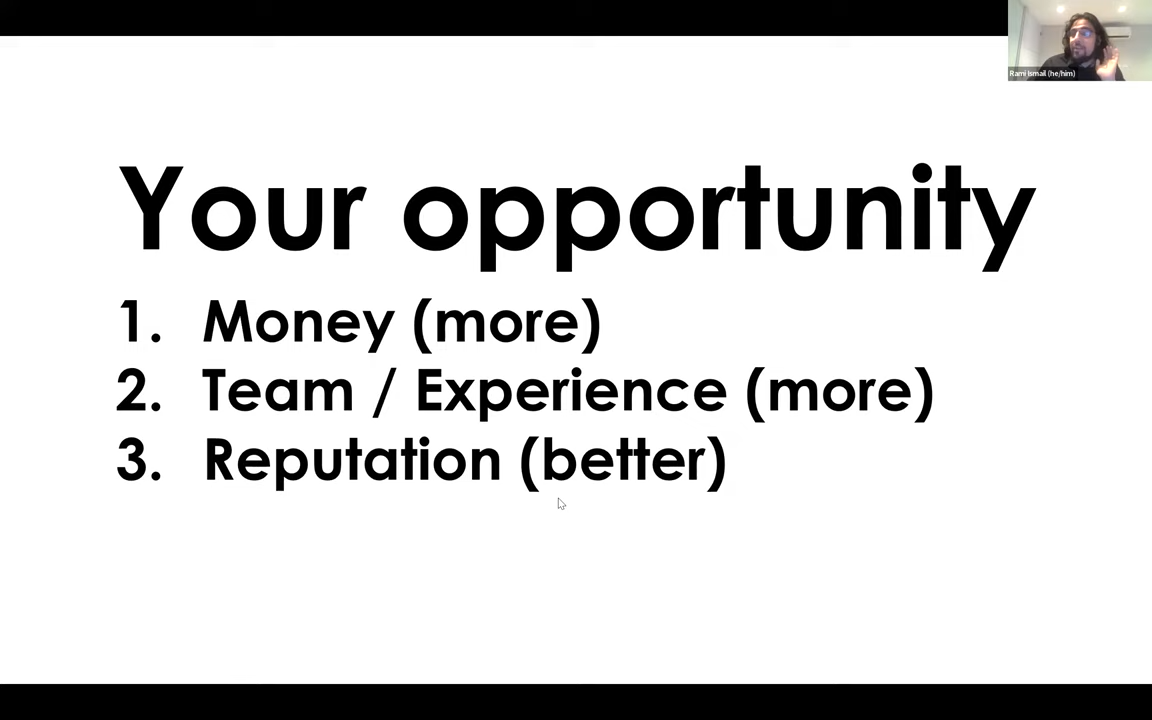 Rami Ismail (he/him)
Your opportunity
1. Money (more)
2. Team / Experience (more)
3. Reputation (better)